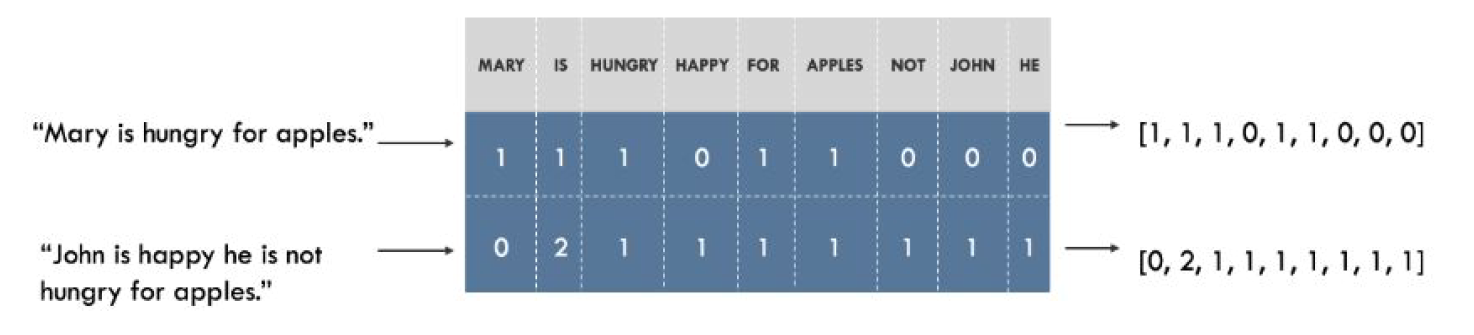 MARY IS HUNGRY HAPPY FOR APPLES NOT JOHN HE
“Mary is hungry for apples.” 1 1 1 0 1 1 0 0 0 [1, 1, 1, 0, 1, 1, 0, 0, 0]
“John is happy he is not
hungry for apples.” 0 2 1 1 1 1 1 1 1 [0, 2, 1, 1, 1, 1, 1, 1, 1]